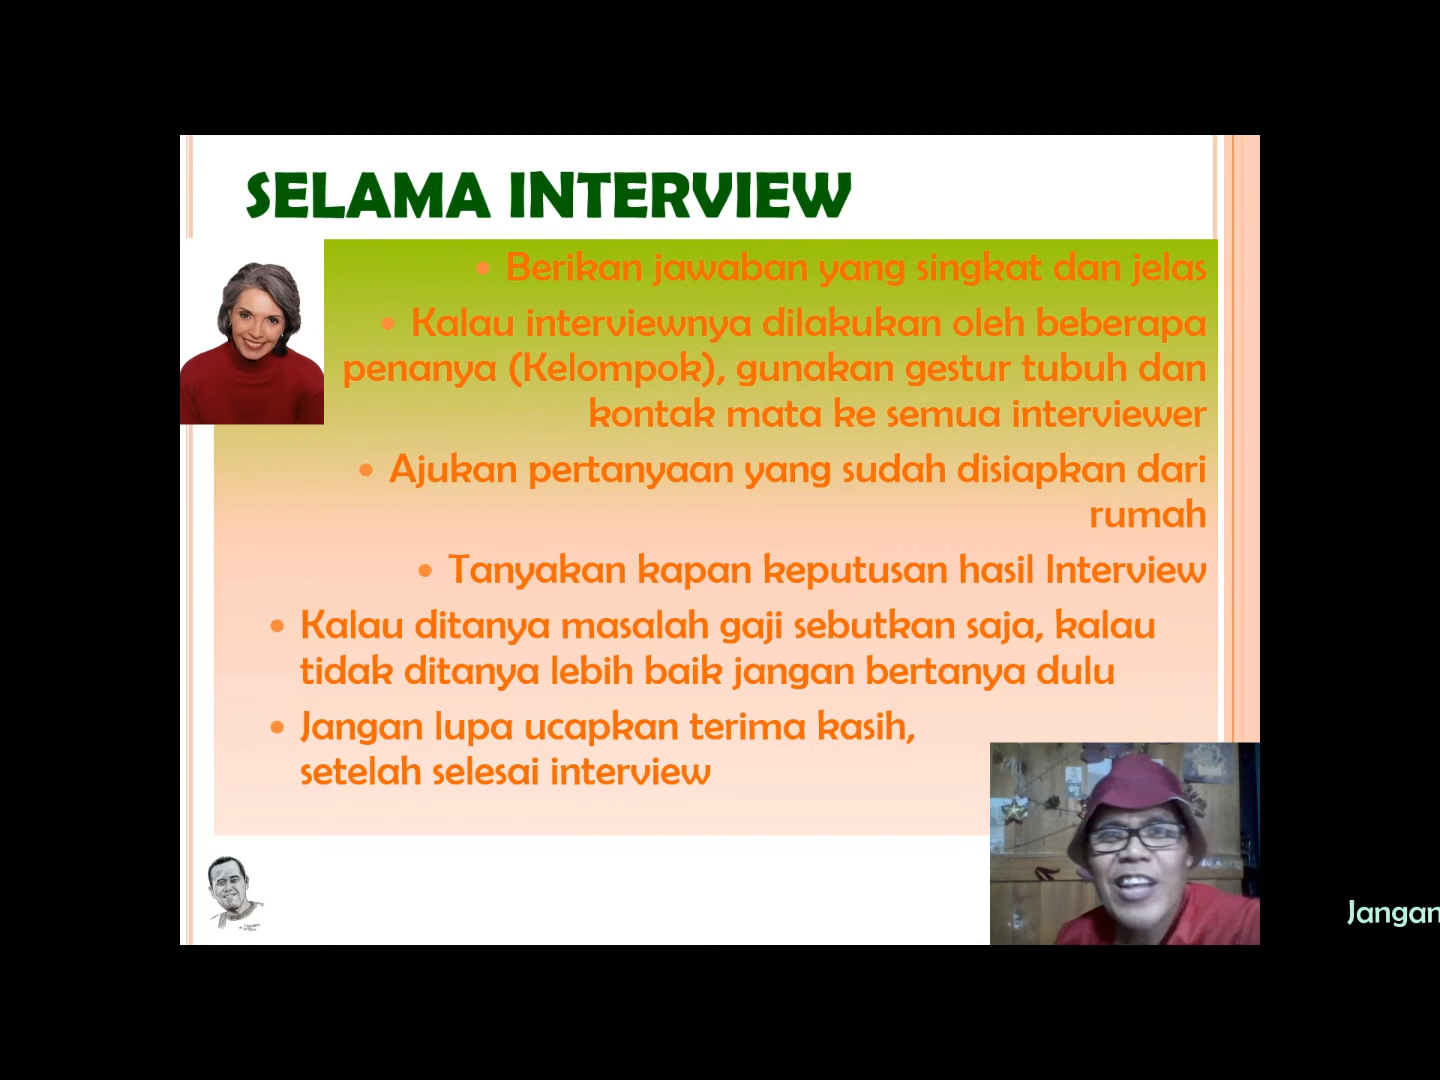 SELAMA INTERVIEW
• Berikan jawaban yang singkat dan jelas
• Kalau interviewnya dilakukan oleh beberapa
penanya (Kelompok), gunakan gestur tubuh dan
kontak mata ke semua interviewer
• Ajukan pertanyaan yang sudah disiapkan dari
rumah
• Tanyakan kapan keputusan hasil Interview
• Kalau ditanya masalah gaji sebutkan saja, kalau
tidak ditanya lebih baik jangan bertanya dulu
• Jangan lupa ucapkan terima kasih,
setelah selesai interview
Jangan